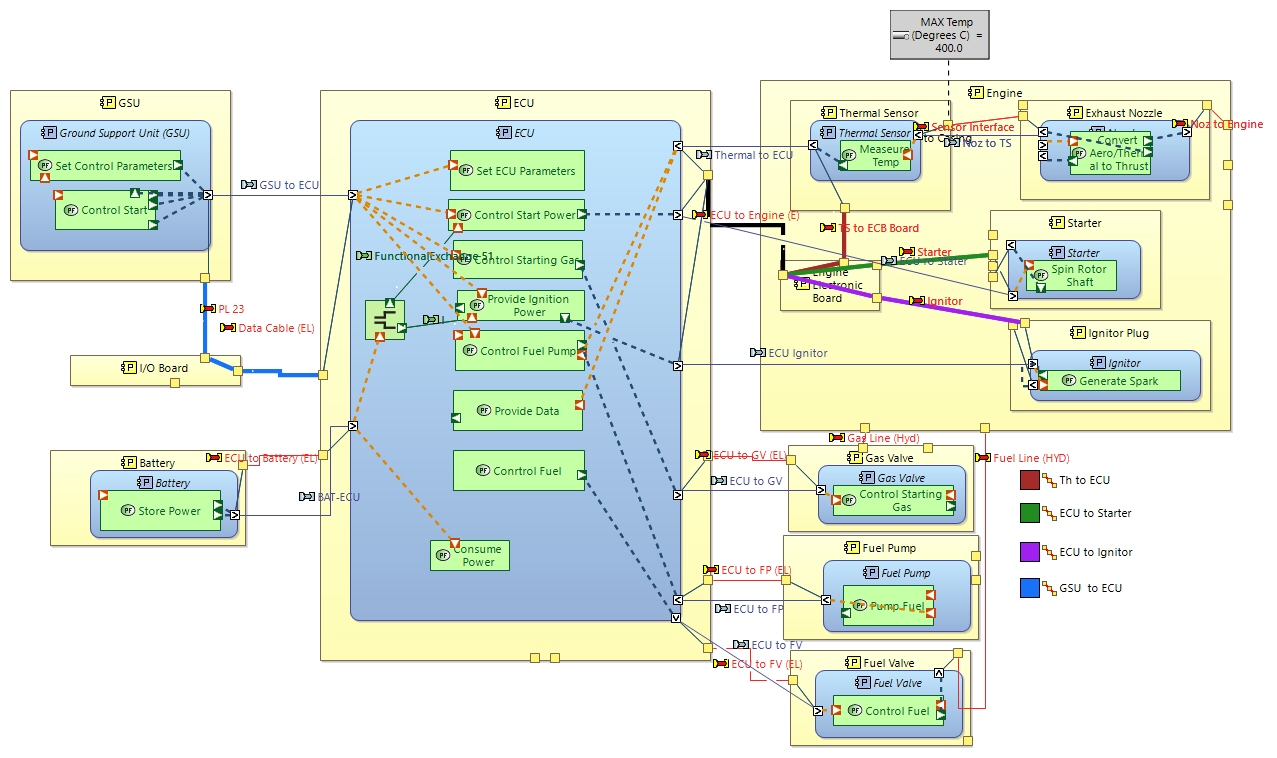 MAX Temp
(Degrees C) =
400.0
GSU
Ground Support Unit (GSU)
Set Control Parameters
Control Start
GSU to ECU
PL 23
Data Cable (EL)
I/O Board
Battery
Battery
Store Power
ECU to Battery (EL)
BAT-ECU
ECU
ECU
Set ECU Parameters
Control Start Power
FunctionalExchange 51
Control Starting Gas
Provide Ignition
Power
Control Fuel Pump
Provide Data
Conrtrol Fuel
Consume
Power
Thermal to ECU
ECU to Engine (E)
ECU Ignitor
ECU to GV (EL)
ECU to GV
ECU to FP (EL)
ECU to FP
ECU to FV
ECU to FV (EL)
Engine
Thermal Sensor
Thermal Sensor
Measure
Temp
Sensor Interface
to Casing
Noz to TS
Exhaust Nozzle
Convert
Aero/Therm
al to Thrust
Noz to Engine
TS to ECB Board
Starter
ECU to Stater
Engine
Electronic
Board
Starter
Starter
Spin Rotor
Shaft
Ignitor
Ignitor Plug
Ignitor
Generate Spark
Gas Line (Hyd)
Gas Valve
Gas Valve
Control Starting
Gas
Fuel Line (HYD)
Fuel Pump
Fuel Pump
Pump Fuel
Fuel Valve
Fuel Valve
Control Fuel
Th to ECU
ECU to Starter
ECU to Ignitor
GSU to ECU